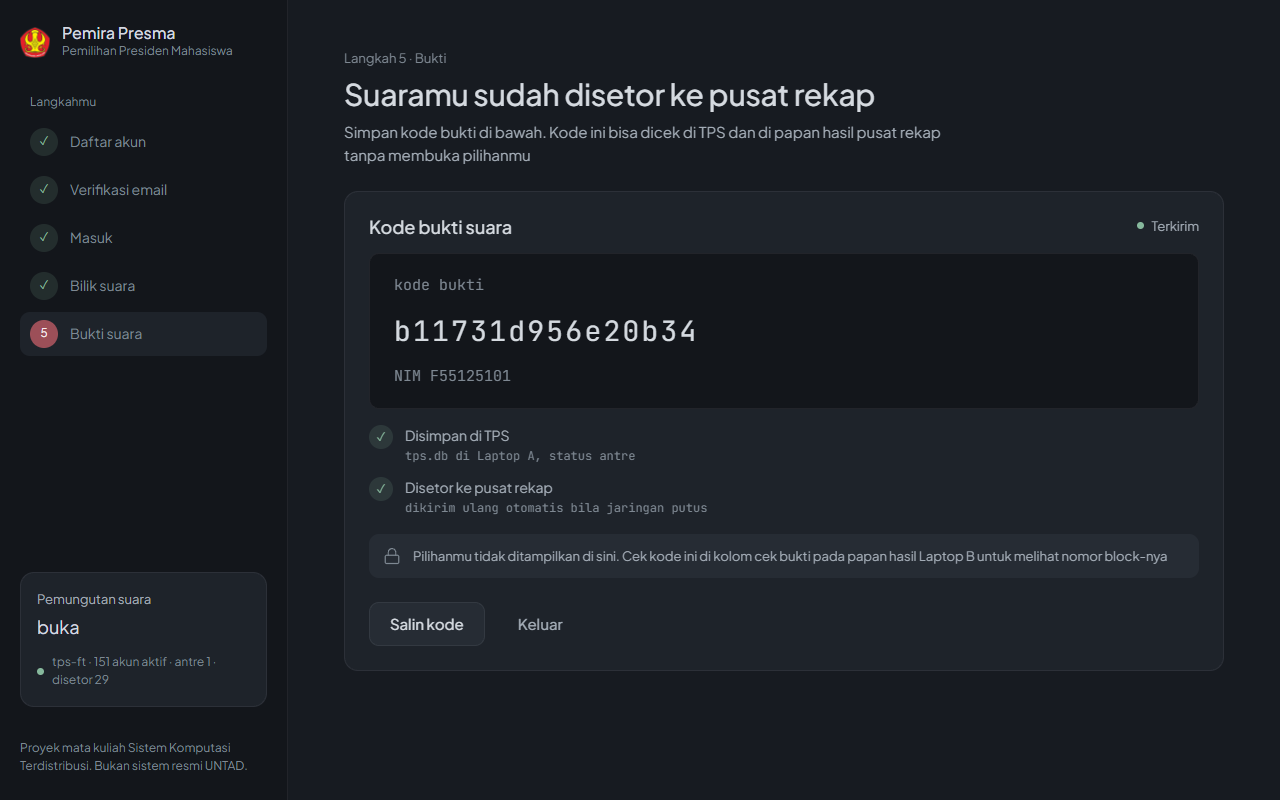 Pemira Presma
Pemilihan Presiden Mahasiswa
Langkahmu
✓ Daftar akun
✓ Verifikasi email
✓ Masuk
✓ Bilik suara
5 Bukti suara
Pemungutan suara
buka
tps-ft · 151 akun aktif · antre 1 ·
disetor 29
Proyek mata kuliah Sistem Komputasi
Terdistribusi. Bukan sistem resmi UNTAD.
Langkah 5 · Bukti
Suaramu sudah disetor ke pusat rekap
Simpan kode bukti di bawah. Kode ini bisa dicek di TPS dan di papan hasil pusat rekap
tanpa membuka pilihanmu
Kode bukti suara
Terkirim
kode bukti
b11731d956e20b34
NIM F55125101
✓ Disimpan di TPS
tps.db di Laptop A, status antre
✓ Disetor ke pusat rekap
dikirim ulang otomatis bila jaringan putus
Pilihanmu tidak ditampilkan di sini. Cek kode ini di kolom cek bukti pada papan hasil Laptop B untuk melihat nomor block-nya
Salin kode
Keluar